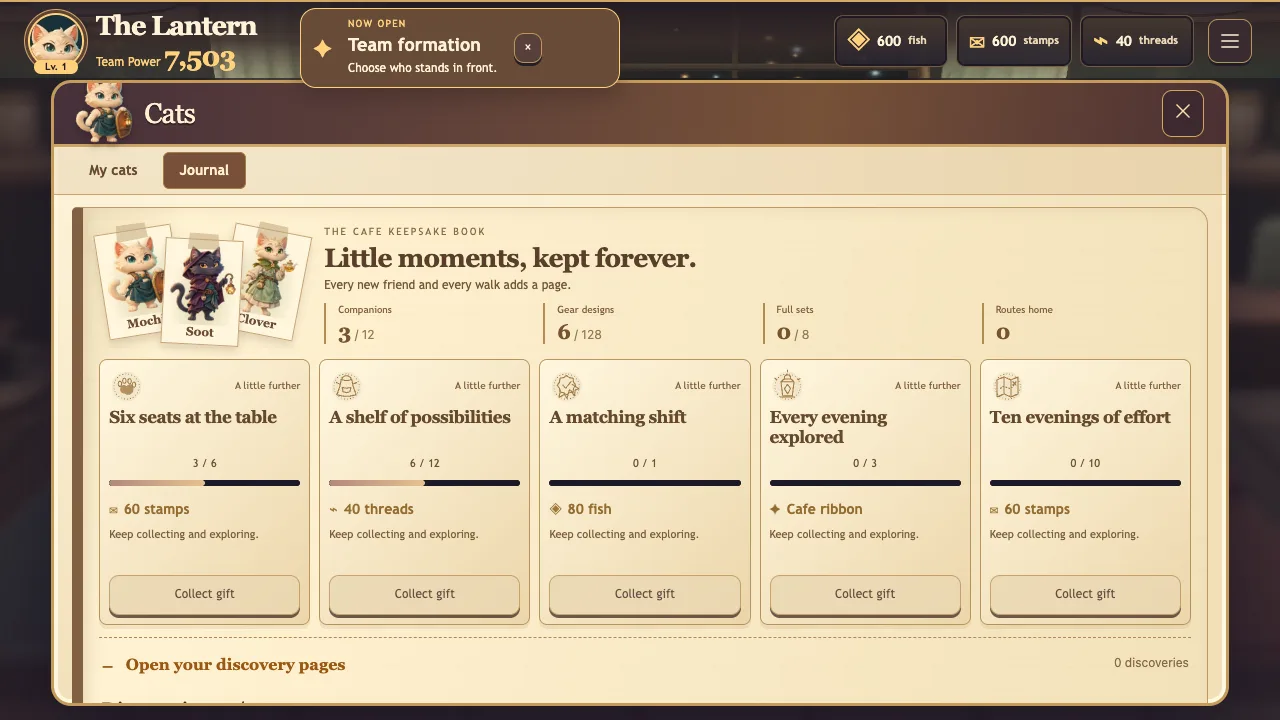 The Lantern
Team Power 7,503
Lv. 1
NOW OPEN
Team formation
Choose who stands in front.
×
600 fish
600 stamps
40 threads
Cats
My cats
Journal
Moch
Soot
Clover
THE CAFE KEEPSAKE BOOK
Little moments, kept forever.
Every new friend and every walk adds a page.
Companions
3 / 12
Gear designs
6 / 128
Full sets
0 / 8
Routes home
0
A little further
Six seats at the table
3 / 6
60 stamps
Keep collecting and exploring.
Collect gift
A little further
A shelf of possibilities
6 / 12
40 threads
Keep collecting and exploring.
Collect gift
A little further
A matching shift
0 / 1
80 fish
Keep collecting and exploring.
Collect gift
A little further
Every evening
explored
0 / 3
Cafe ribbon
Keep collecting and exploring.
Collect gift
A little further
Ten evenings of effort
0 / 10
60 stamps
Keep collecting and exploring.
Collect gift
– Open your discovery pages
0 discoveries